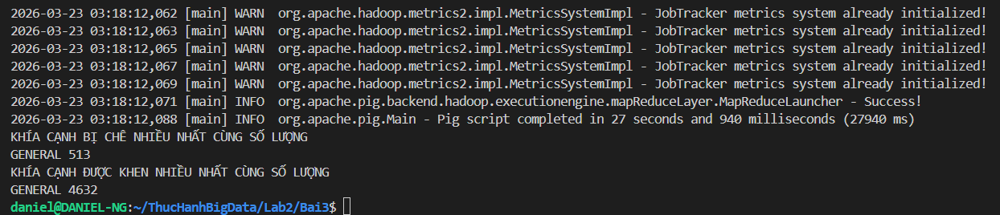 2026-03-23 03:18:12,062 [main] WARN  org.apache.hadoop.metrics2.impl.MetricsSystemImpl - JobTracker metrics system already initialized!
2026-03-23 03:18:12,063 [main] WARN  org.apache.hadoop.metrics2.impl.MetricsSystemImpl - JobTracker metrics system already initialized!
2026-03-23 03:18:12,065 [main] WARN  org.apache.hadoop.metrics2.impl.MetricsSystemImpl - JobTracker metrics system already initialized!
2026-03-23 03:18:12,067 [main] WARN  org.apache.hadoop.metrics2.impl.MetricsSystemImpl - JobTracker metrics system already initialized!
2026-03-23 03:18:12,069 [main] WARN  org.apache.hadoop.metrics2.impl.MetricsSystemImpl - JobTracker metrics system already initialized!
2026-03-23 03:18:12,071 [main] INFO  org.apache.pig.backend.hadoop.executionengine.mapReduceLayer.MapReduceLauncher - Success!
2026-03-23 03:18:12,088 [main] INFO  org.apache.pig.Main - Pig script completed in 27 seconds and 940 milliseconds (27940 ms)
KHÍA CẠNH BỊ CHÊ NHIỀU NHẤT CÙNG SỐ LƯỢNG
GENERAL 513
KHÍA CẠNH ĐƯỢC KHEN NHIỀU NHẤT CÙNG SỐ LƯỢNG
GENERAL 4632
daniel@DANIEL-NG:~/ThucHanhBigData/Lab2/Bai3$